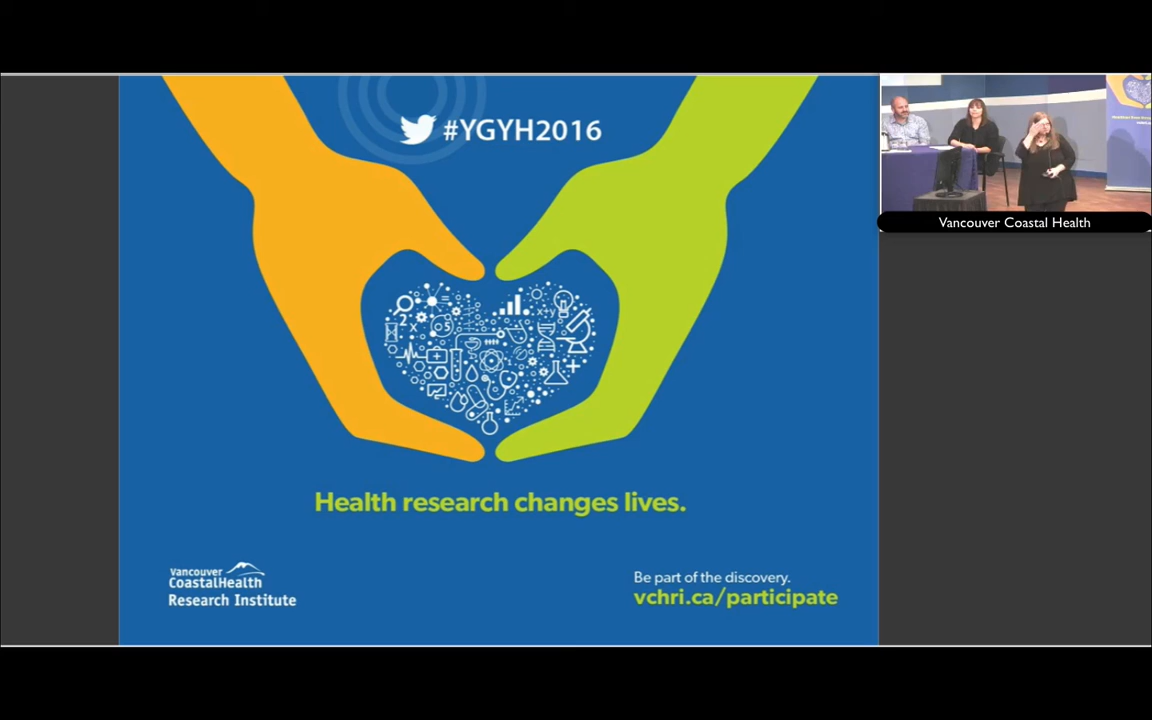 #YGYH2016
Health research changes lives.
Vancouver
CoastalHealth
Research Institute
Be part of the discovery.
vchri.ca/participate
Vancouver Coastal Health